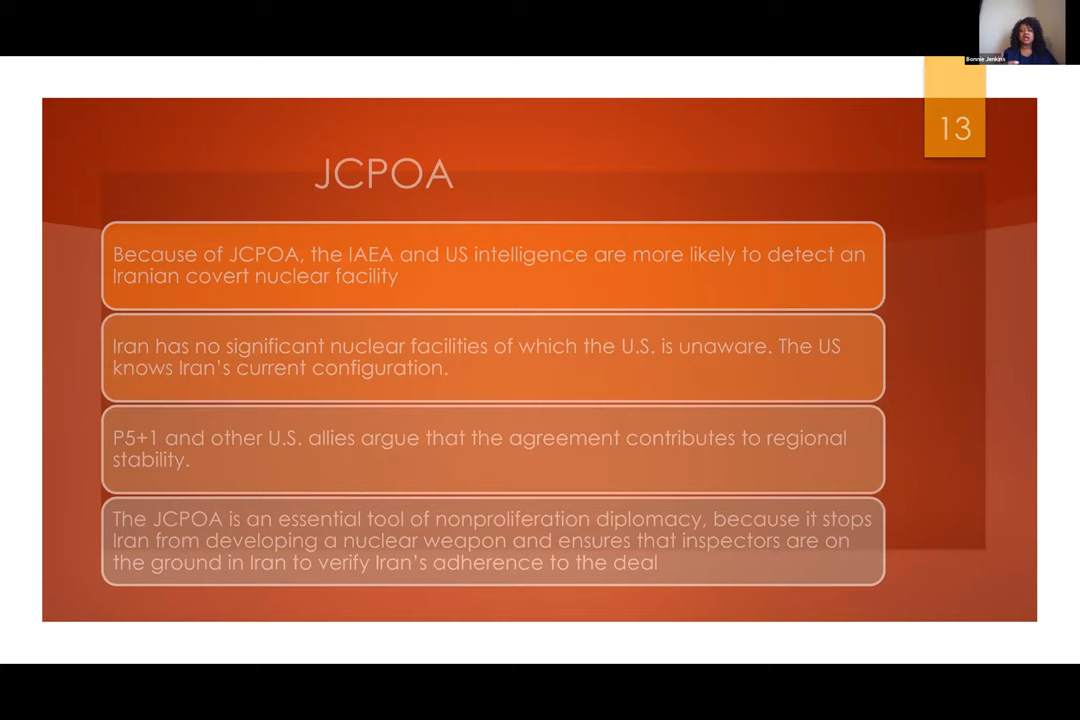 Bonnie Jenkins
13
JCPOA
Because of JCPOA, the IAEA and US intelligence are more likely to detect an
Iranian covert nuclear facility
Iran has no significant nuclear facilities of which the U.S. is unaware. The US
knows Iran's current configuration.
P5+1 and other U.S. allies argue that the agreement contributes to regional
stability.
The JCPOA is an essential tool of nonproliferation diplomacy, because it stops
Iran from developing a nuclear weapon and ensures that inspectors are on
the ground in Iran to verify Iran's adherence to the deal